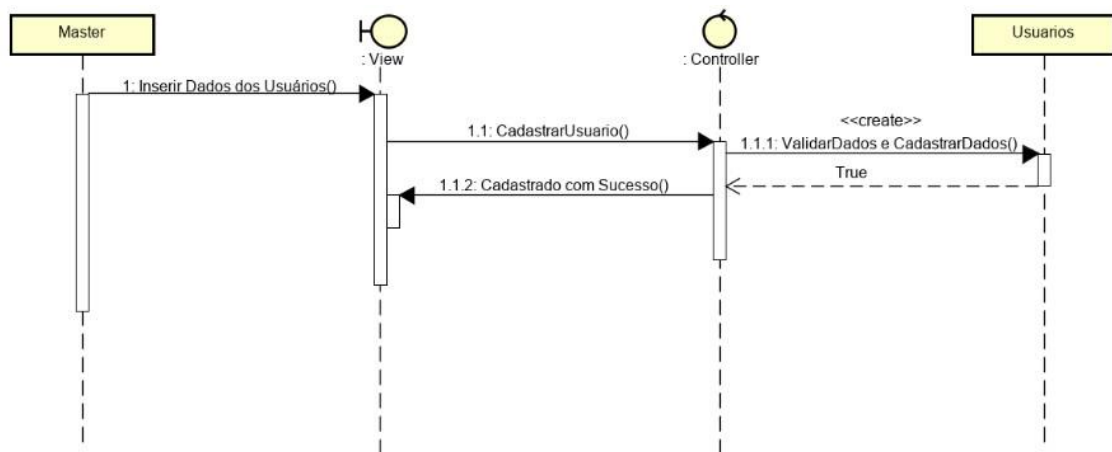 Master
: View
: Controller
Usuarios
1: Inserir Dados dos Usuários()
1.1: CadastrarUsuario()
<<create>>
1.1.1: ValidarDados e CadastrarDados()
True
1.1.2: Cadastrado com Sucesso()